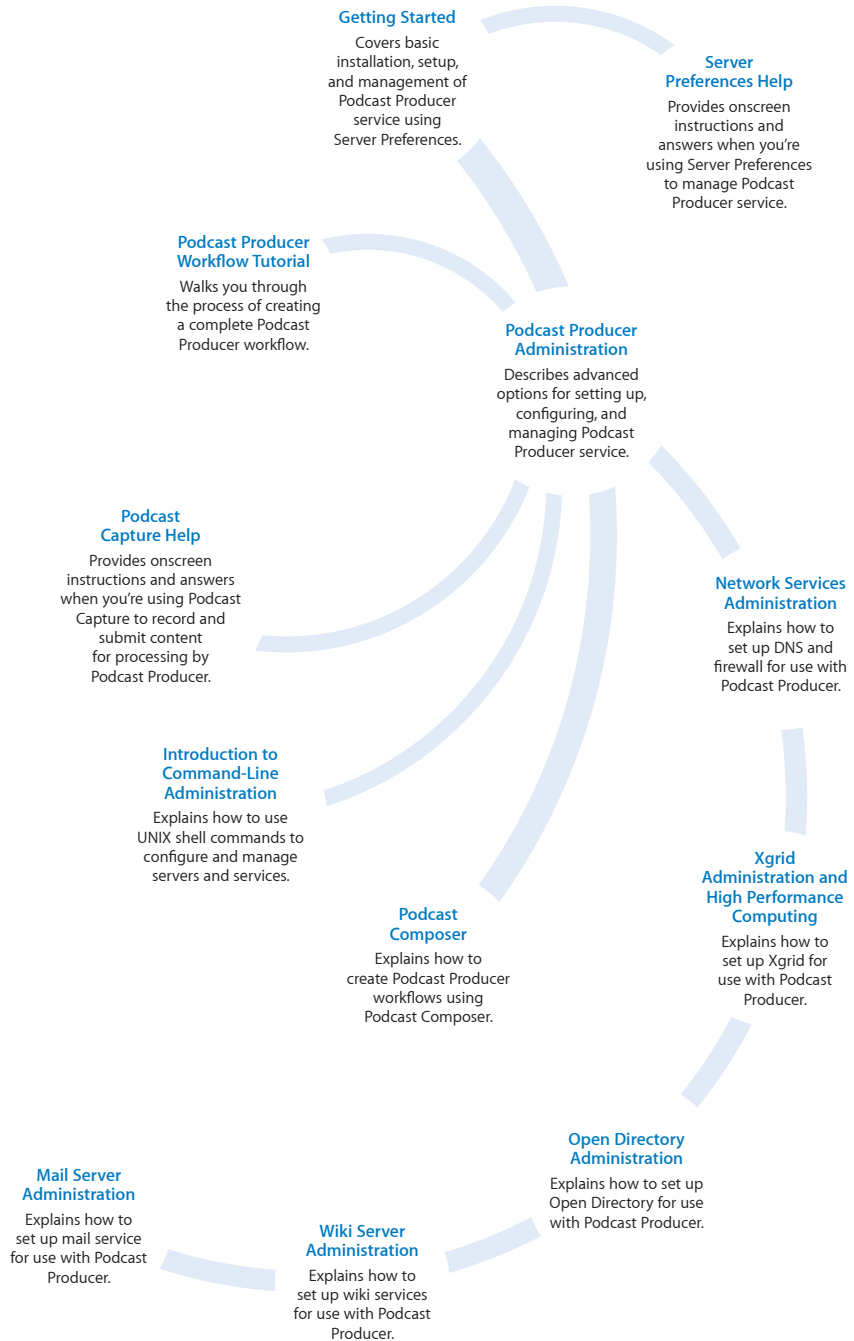 Getting Started
Covers basic
installation, setup,
and management of
Podcast Producer
service using
Server Preferences.
Server
Preferences Help
Provides onscreen
instructions and
answers when you’re
using Server Preferences
to manage Podcast
Producer service.
Podcast Producer
Workflow Tutorial
Walks you through
the process of creating
a complete Podcast
Producer workflow.
Podcast Producer
Administration
Describes advanced
options for setting up,
configuring, and
managing Podcast
Producer service.
Podcast
Capture Help
Provides onscreen
instructions and answers
when you’re using Podcast
Capture to record and
submit content
for processing by
Podcast Producer.
Network Services
Administration
Explains how to
set up DNS and
firewall for use with
Podcast Producer.
Introduction to
Command-Line
Administration
Explains how to use
UNIX shell commands to
configure and manage
servers and services.
Xgrid
Administration and
High Performance
Computing
Explains how to
set up Xgrid for
use with Podcast
Producer.
Podcast
Composer
Explains how to
create Podcast Producer
workflows using
Podcast Composer.
Open Directory
Administration
Explains how to set up
Open Directory for use
with Podcast Producer.
Mail Server
Administration
Explains how to
set up mail service
for use with Podcast
Producer.
Wiki Server
Administration
Explains how to
set up wiki services
for use with Podcast
Producer.